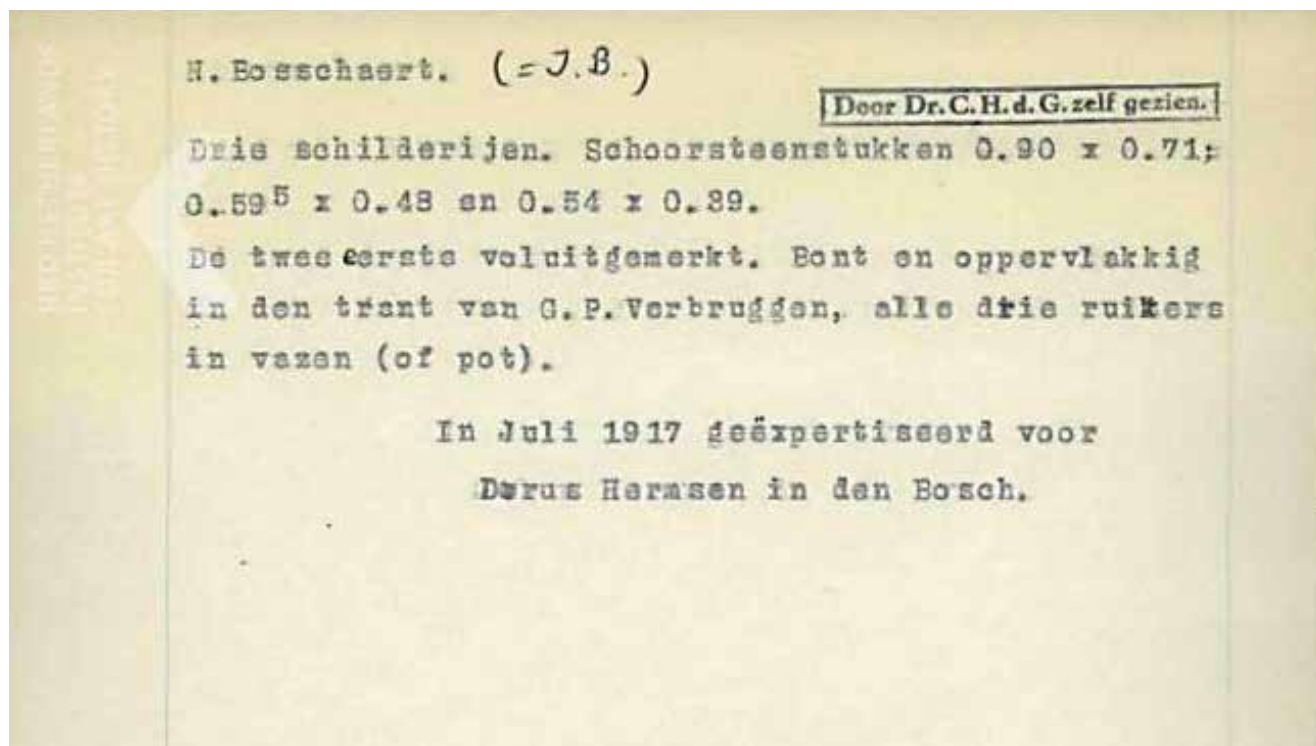 N. Bosschaert. (=J.B.)
Door Dr. C. H. d. G. zelf gezien.
Drie schilderijen. Schoorsteenstukken 0.90 x 0.71;
0.59⁵ x 0.48 en 0.54 x 0.39.
De twee eerste voluitgemerkt. Bont en oppervlakkig
in den trant van G.P.Verbruggen, alle drie ruikers
in vazen (of pot).
In Juli 1917 geëxpertiseerd voor
Dorus Hermsen in den Bosch.